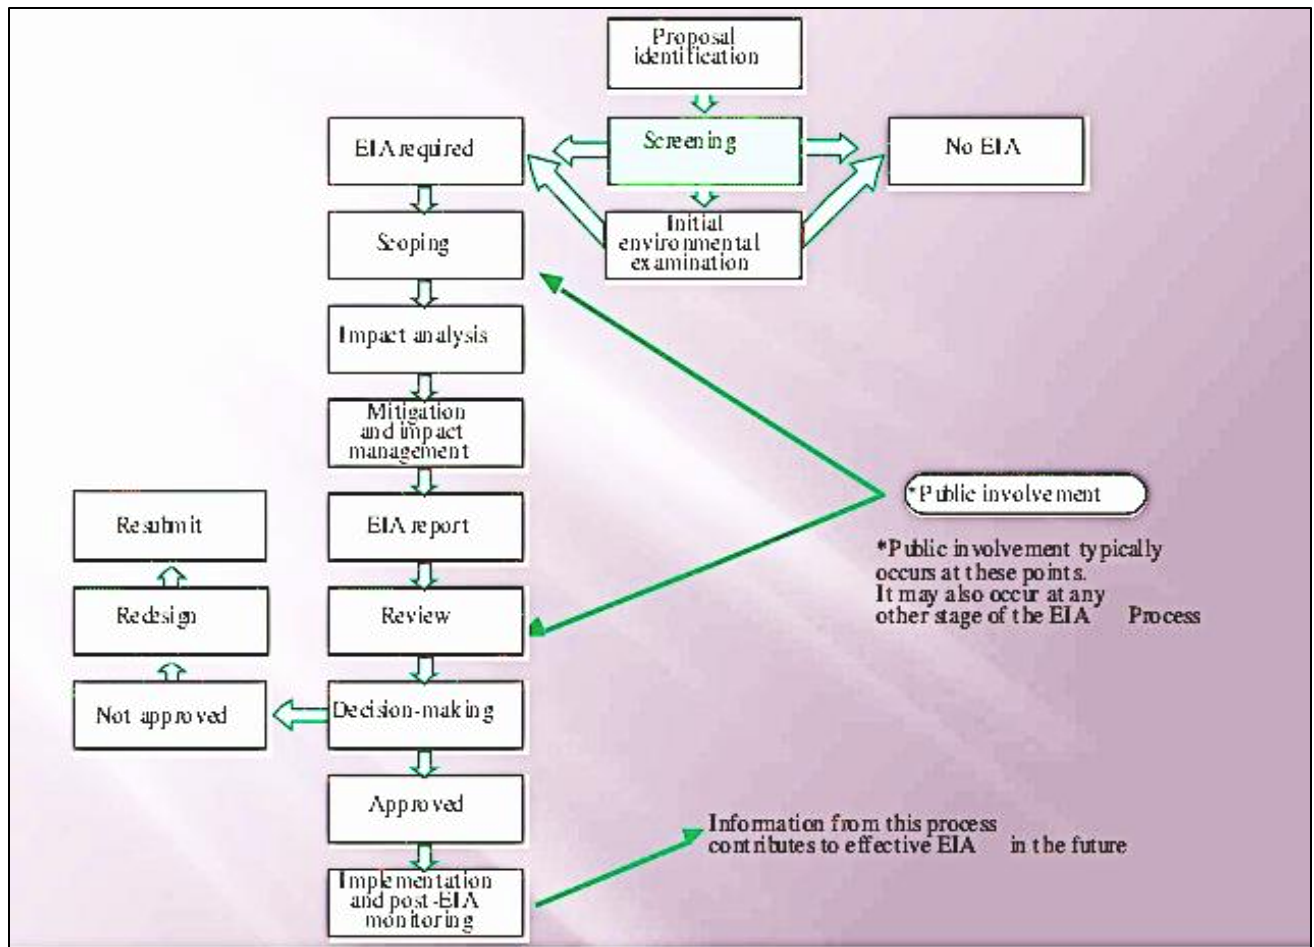 Proposal
identification
EIA required
Screening
No EIA
Initial
environmental
examination
Scoping
Impact analysis
Mitigation
and impact
management
EIA report
*Public involvement
*Public involvement typically
occurs at these points.
It may also occur at any
other stage of the EIA Process
Resubmit
Redesign
Review
Not approved
Decision-making
Approved
Information from this process
contributes to effective EIA in the future
Implementation
and post-EIA
monitoring